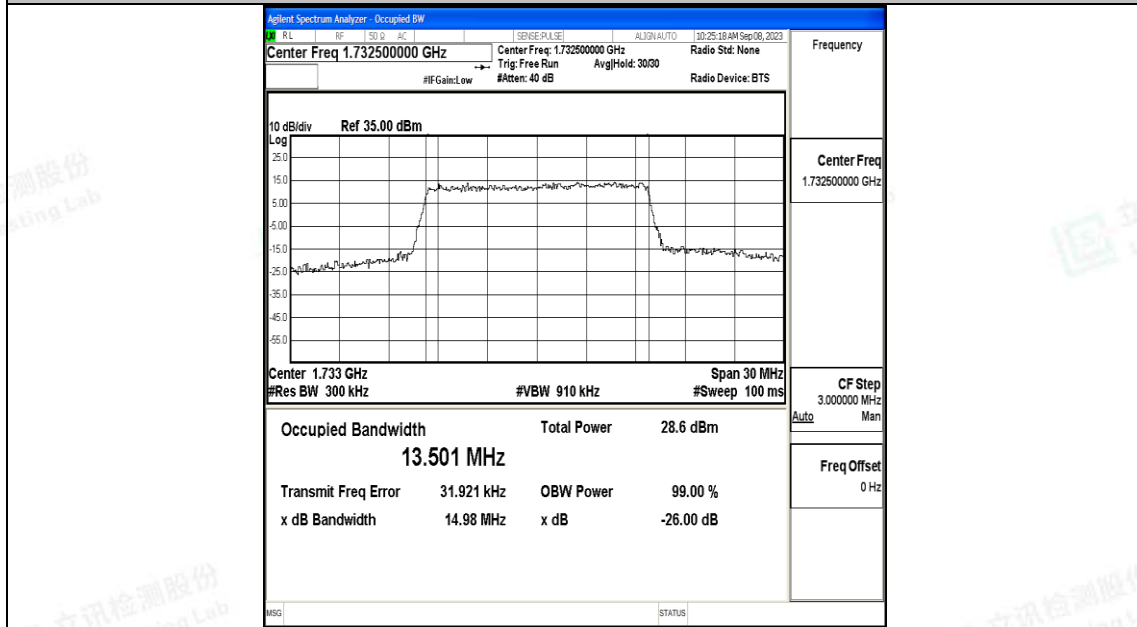 Agilent Spectrum Analyzer - Occupied BW
RL RF 50 Ω AC SENSE:PULSE ALIGN AUTO 10:25:18 AM Sep 08, 2023
Center Freq 1.732500000 GHz
Center Freq: 1.732500000 GHz Radio Std: None
Trig: Free Run Avg|Hold: 30/30
#IFGain:Low #Atten: 40 dB Radio Device: BTS
Frequency
10 dB/div Ref 35.00 dBm
Log
25.0
15.0
5.00
-5.00
-15.0
-25.0
-35.0
-45.0
-55.0
Center 1.733 GHz Span 30 MHz
#Res BW 300 kHz #VBW 910 kHz #Sweep 100 ms
Center Freq
1.732500000 GHz
CF Step
3.000000 MHz
Auto Man
Freq Offset
0 Hz
Occupied Bandwidth Total Power 28.6 dBm
13.501 MHz
Transmit Freq Error 31.921 kHz OBW Power 99.00 %
x dB Bandwidth 14.98 MHz x dB -26.00 dB
MSG STATUS
立讯检测股份